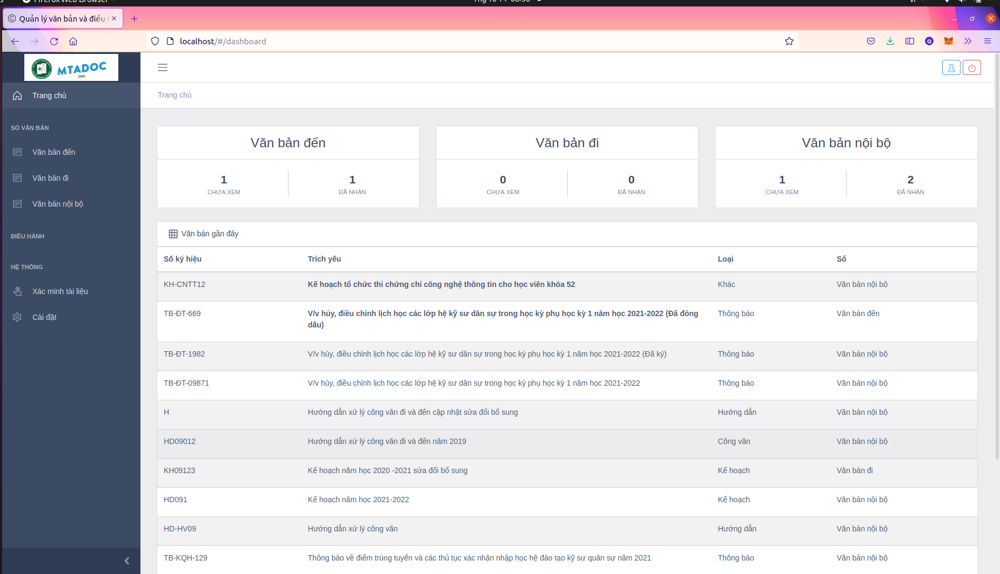 Quản lý văn bản và điều
localhost/#/dashboard
MTADOC
DMS
Trang chủ
SỔ VĂN BẢN
Văn bản đến
Văn bản đi
Văn bản nội bộ
ĐIỀU HÀNH
HỆ THỐNG
Xác minh tài liệu
Cài đặt
Trang chủ
Văn bản đến
1
CHƯA XEM
1
ĐÃ NHẬN
Văn bản đi
0
CHƯA XEM
0
ĐÃ NHẬN
Văn bản nội bộ
1
CHƯA XEM
2
ĐÃ NHẬN
Văn bản gần đây
Số ký hiệu Trích yếu Loại Sổ
KH-CNTT12 Kế hoạch tổ chức thi chứng chỉ công nghệ thông tin cho học viên khóa 52 Khác Văn bản nội bộ
TB-ĐT-669 V/v hủy, điều chỉnh lịch học các lớp hệ kỹ sư dân sự trong học kỳ phụ học kỳ 1 năm học 2021-2022 (Đã đóng Thông báo Văn bản đến
dấu)
TB-ĐT-1982 V/v hủy, điều chỉnh lịch học các lớp hệ kỹ sư dân sự trong học kỳ phụ học kỳ 1 năm học 2021-2022 (Đã ký) Thông báo Văn bản nội bộ
TB-ĐT-09871 V/v hủy, điều chỉnh lịch học các lớp hệ kỹ sư dân sự trong học kỳ phụ học kỳ 1 năm học 2021-2022 Thông báo Văn bản nội bộ
H Hướng dẫn xử lý công văn đi và đến cập nhật sửa đổi bổ sung Hướng dẫn Văn bản nội bộ
HD09012 Hướng dẫn xử lý công văn đi và đến năm 2019 Công văn Văn bản nội bộ
KH09123 Kế hoạch năm học 2020 -2021 sửa đổi bổ sung Kế hoạch Văn bản đi
HD091 Kế hoạch năm học 2021-2022 Kế hoạch Văn bản nội bộ
HD-HV09 Hướng dẫn xử lý công văn Hướng dẫn Văn bản nội bộ
TB-KQH-129 Thông báo về điểm trúng tuyển và các thủ tục xác nhận nhập học hệ đào tạo kỹ sư quân sự năm 2021 Thông báo Văn bản nội bộ